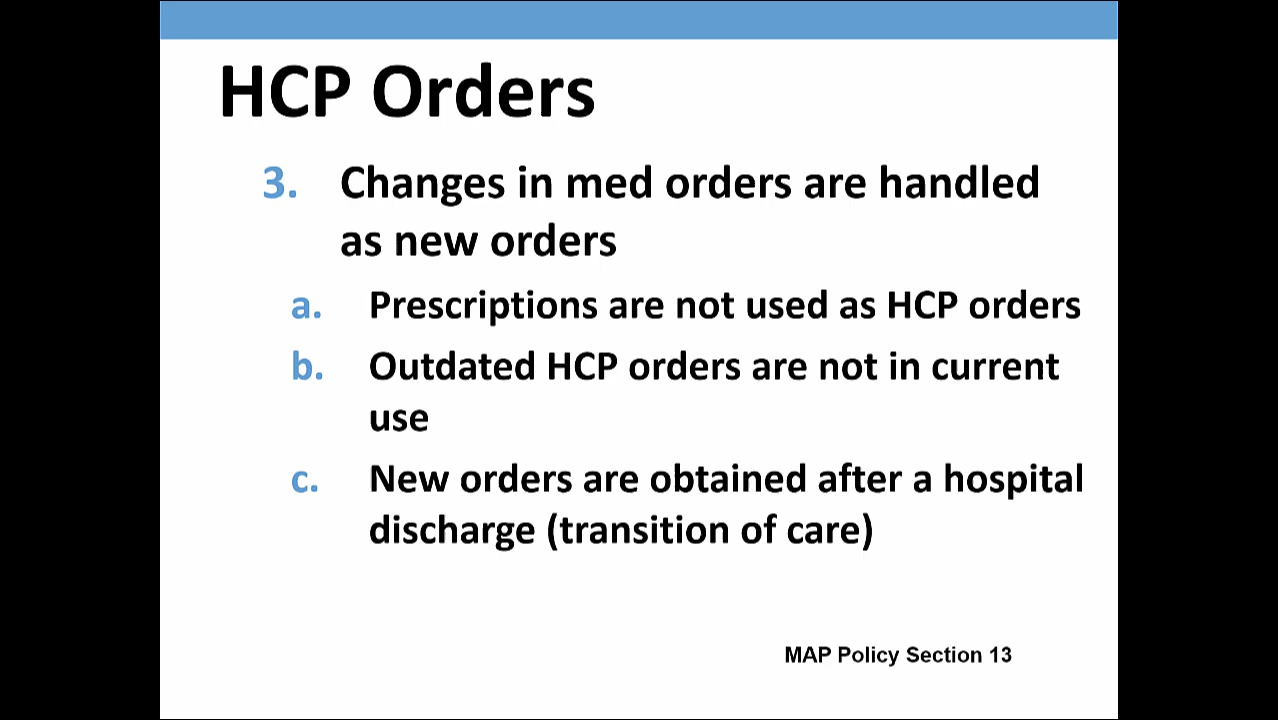 HCP Orders
3. Changes in med orders are handled
as new orders
a. Prescriptions are not used as HCP orders
b. Outdated HCP orders are not in current
use
c. New orders are obtained after a hospital
discharge (transition of care)
MAP Policy Section 13